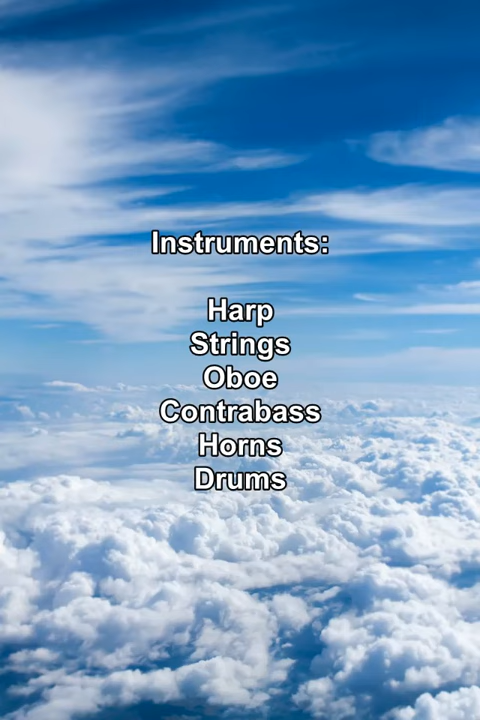 Instruments:
Harp
Strings
Oboe
Contrabass
Horns
Drums